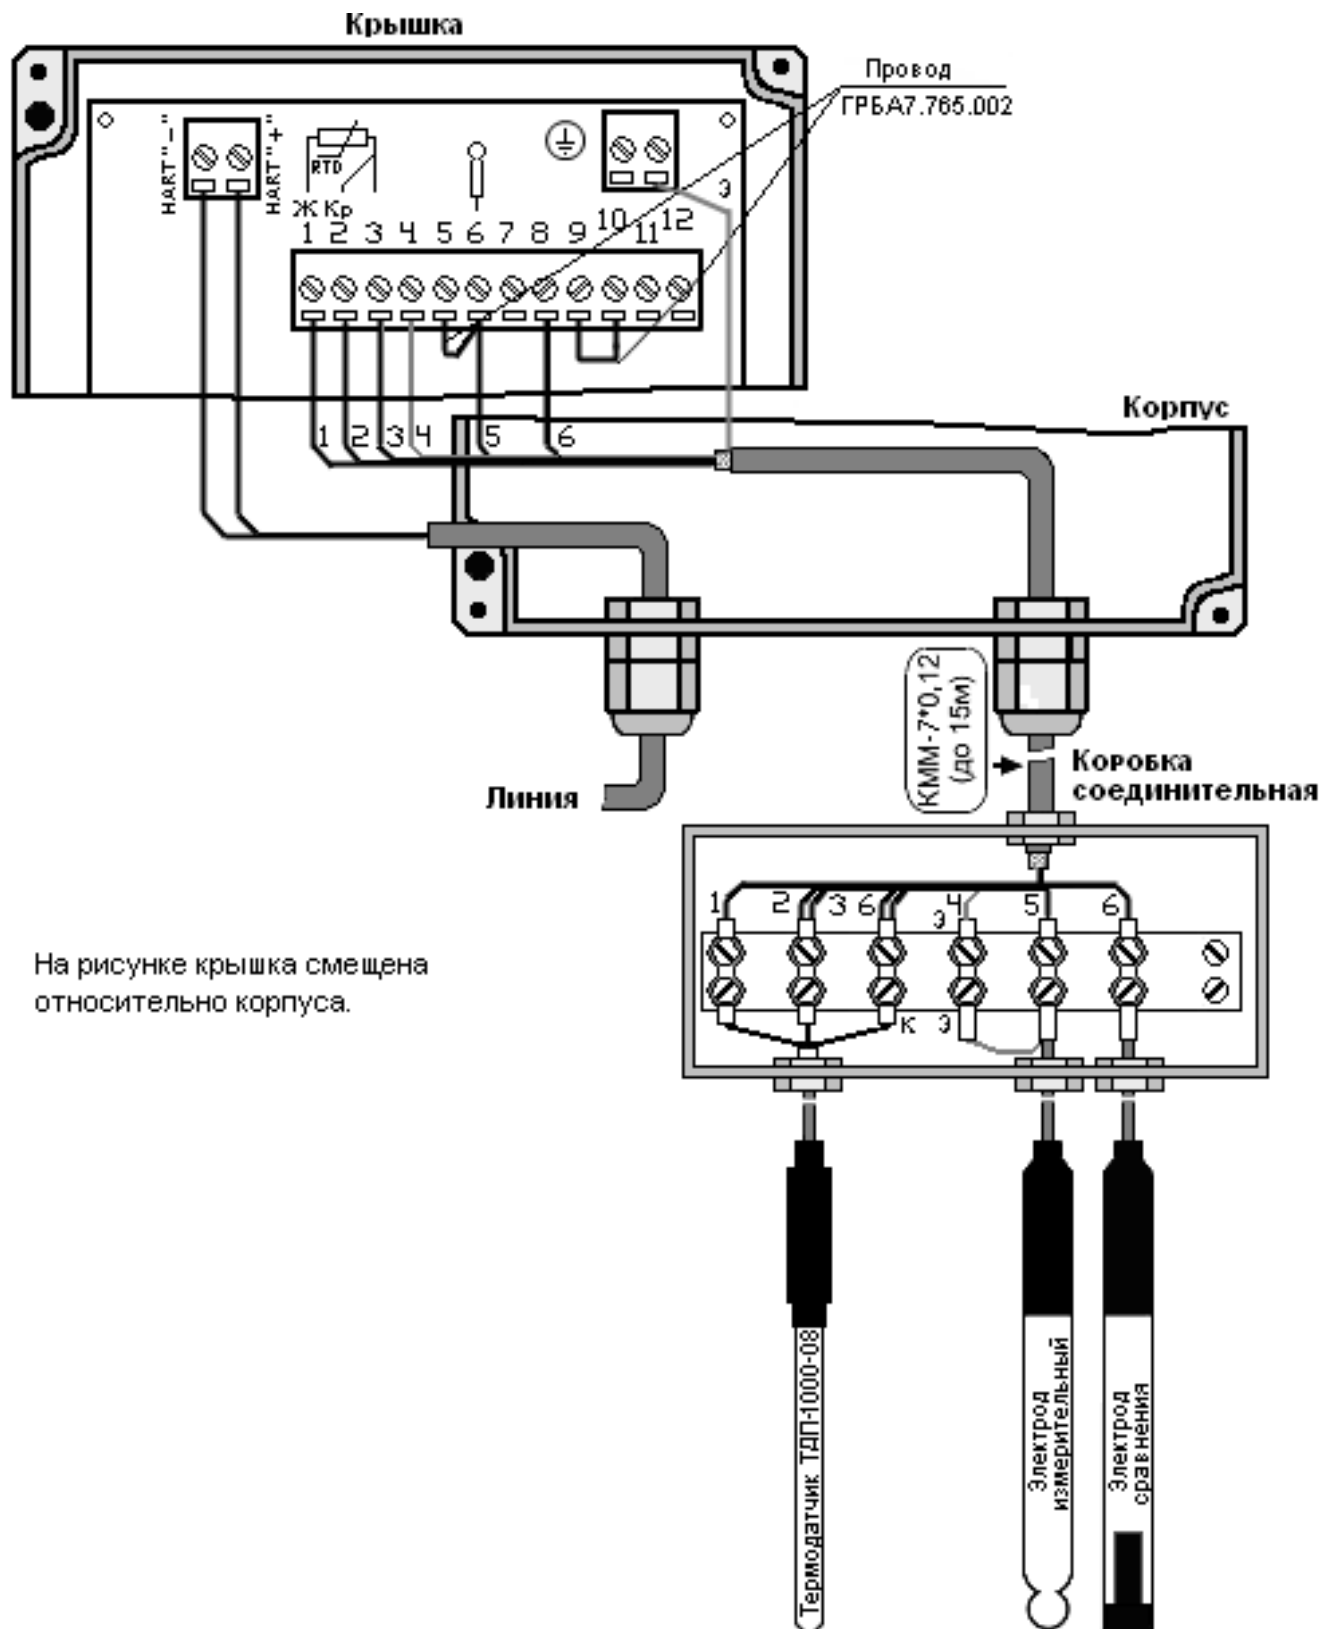 Крышка
Провод
ГРБА7.765.002
HART"-"
HART"+"
RTD
Э
Ж Кр
1 2 3 4 5 6 7 8 9 10 11 12
Корпус
1 2 3 4 5 6
КММ-7*0,12
(до 15м)
Линия
Коробка
соединительная
1 2 3 6 4 5 6
Э
К Э
На рисунке крышка смещена
относительно корпуса.
Термодатчик ТДП-1000-08
Электрод
измерительный
Электрод
сравнения